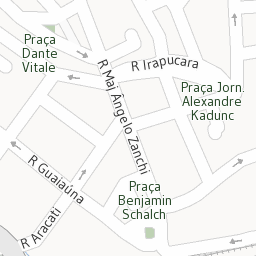 Praça
Dante
Vitale
R Irapucara
R Maj Ângelo Zanchi
Praça Jorn.
Alexandre
Kadunc
R Guaiaúna
Praça
Benjamin
Schalch
R Aracati